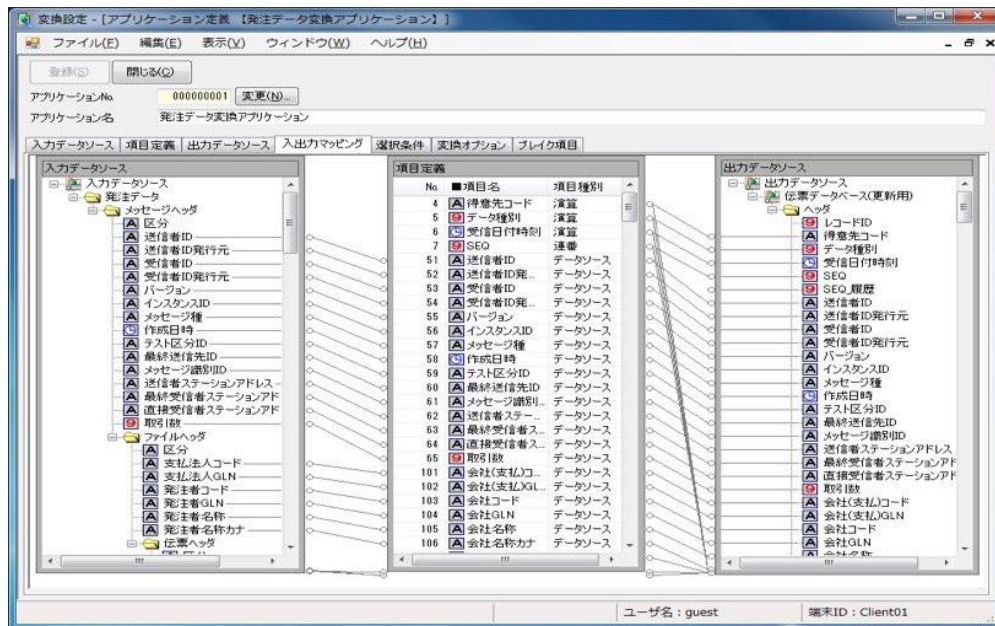 変換設定 - [アプリケーション定義 【発注データ変換アプリケーション】]
ファイル(F) 編集(E) 表示(V) ウィンドウ(W) ヘルプ(H)
登録(S) 閉じる(C)
アプリケーションNo. 000000001 変更(N)...
アプリケーション名 発注データ変換アプリケーション
入力データソース 項目定義 出力データソース 入出力マッピング 選択条件 変換オプション ブレイク項目
入力データソース
入力データソース
発注データ
メッセージヘッダ
区分
送信者ID
送信者ID発行元
受信者ID
受信者ID発行元
バージョン
インスタンスID
メッセージ種
作成日時
テスト区分ID
最終送信先ID
メッセージ識別ID
送信者ステーションアドレス
最終受信者ステーションアド
直接受信者ステーションアド
取引数
ファイルヘッダ
区分
支払法人コード
支払法人GLN
発注者コード
発注者GLN
発注者名称
発注者名称カナ
伝票ヘッダ
項目定義
No. ■項目名 項目種別
4 得意先コード 演算
5 データ種別 演算
6 受信日付時刻 演算
7 SEQ 連番
51 送信者ID データソース
52 送信者ID発... データソース
53 受信者ID データソース
54 受信者ID発... データソース
55 バージョン データソース
56 インスタンスID データソース
57 メッセージ種 データソース
58 作成日時 データソース
59 テスト区分ID データソース
60 最終送信先ID データソース
61 メッセージ識別... データソース
62 送信者ステー... データソース
63 最終受信者ス... データソース
64 直接受信者ス... データソース
65 取引数 データソース
101 会社(支払)コ... データソース
102 会社(支払)GL... データソース
103 会社コード データソース
104 会社GLN データソース
105 会社名称 データソース
106 会社名称カナ データソース
出力データソース
出力データソース
伝票データベース(更新用)
ヘッダ
レコードID
得意先コード
データ種別
受信日付時刻
SEQ
SEQ_履歴
送信者ID
送信者ID発行元
受信者ID
受信者ID発行元
バージョン
インスタンスID
メッセージ種
作成日時
テスト区分ID
最終送信先ID
メッセージ識別ID
送信者ステーションアドレス
最終受信者ステーションアド
直接受信者ステーションアド
取引数
会社(支払)コード
会社(支払)GLN
会社コード
会社GLN
会社名称
ユーザ名 : guest 端末ID : Client01